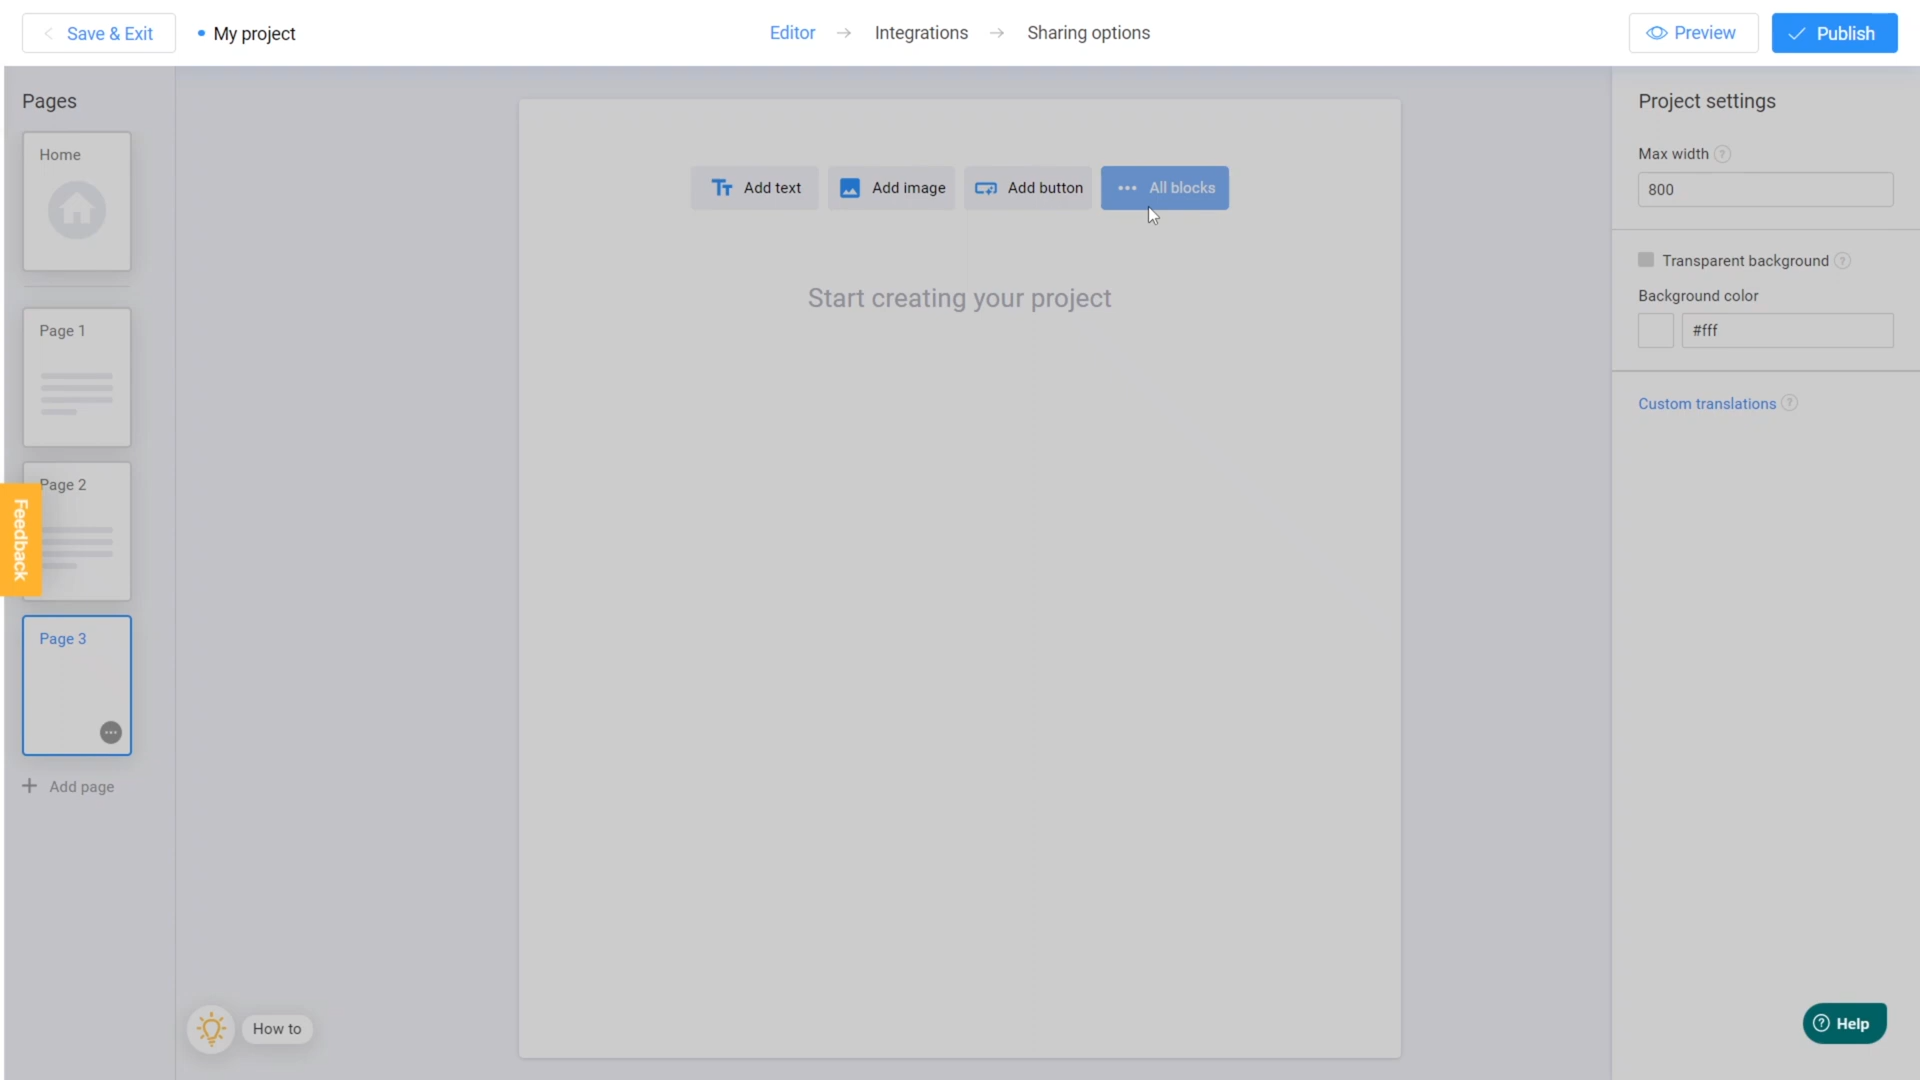 Save & Exit
My project
Editor
Integrations
Sharing options
Preview
Publish
Pages
Home
Page 1
Page 2
Page 3
Add page
Feedback
Add text
Add image
Add button
All blocks
Start creating your project
How to
Project settings
Max width ?
800
Transparent background ?
Background color
#fff
Custom translations ?
? Help